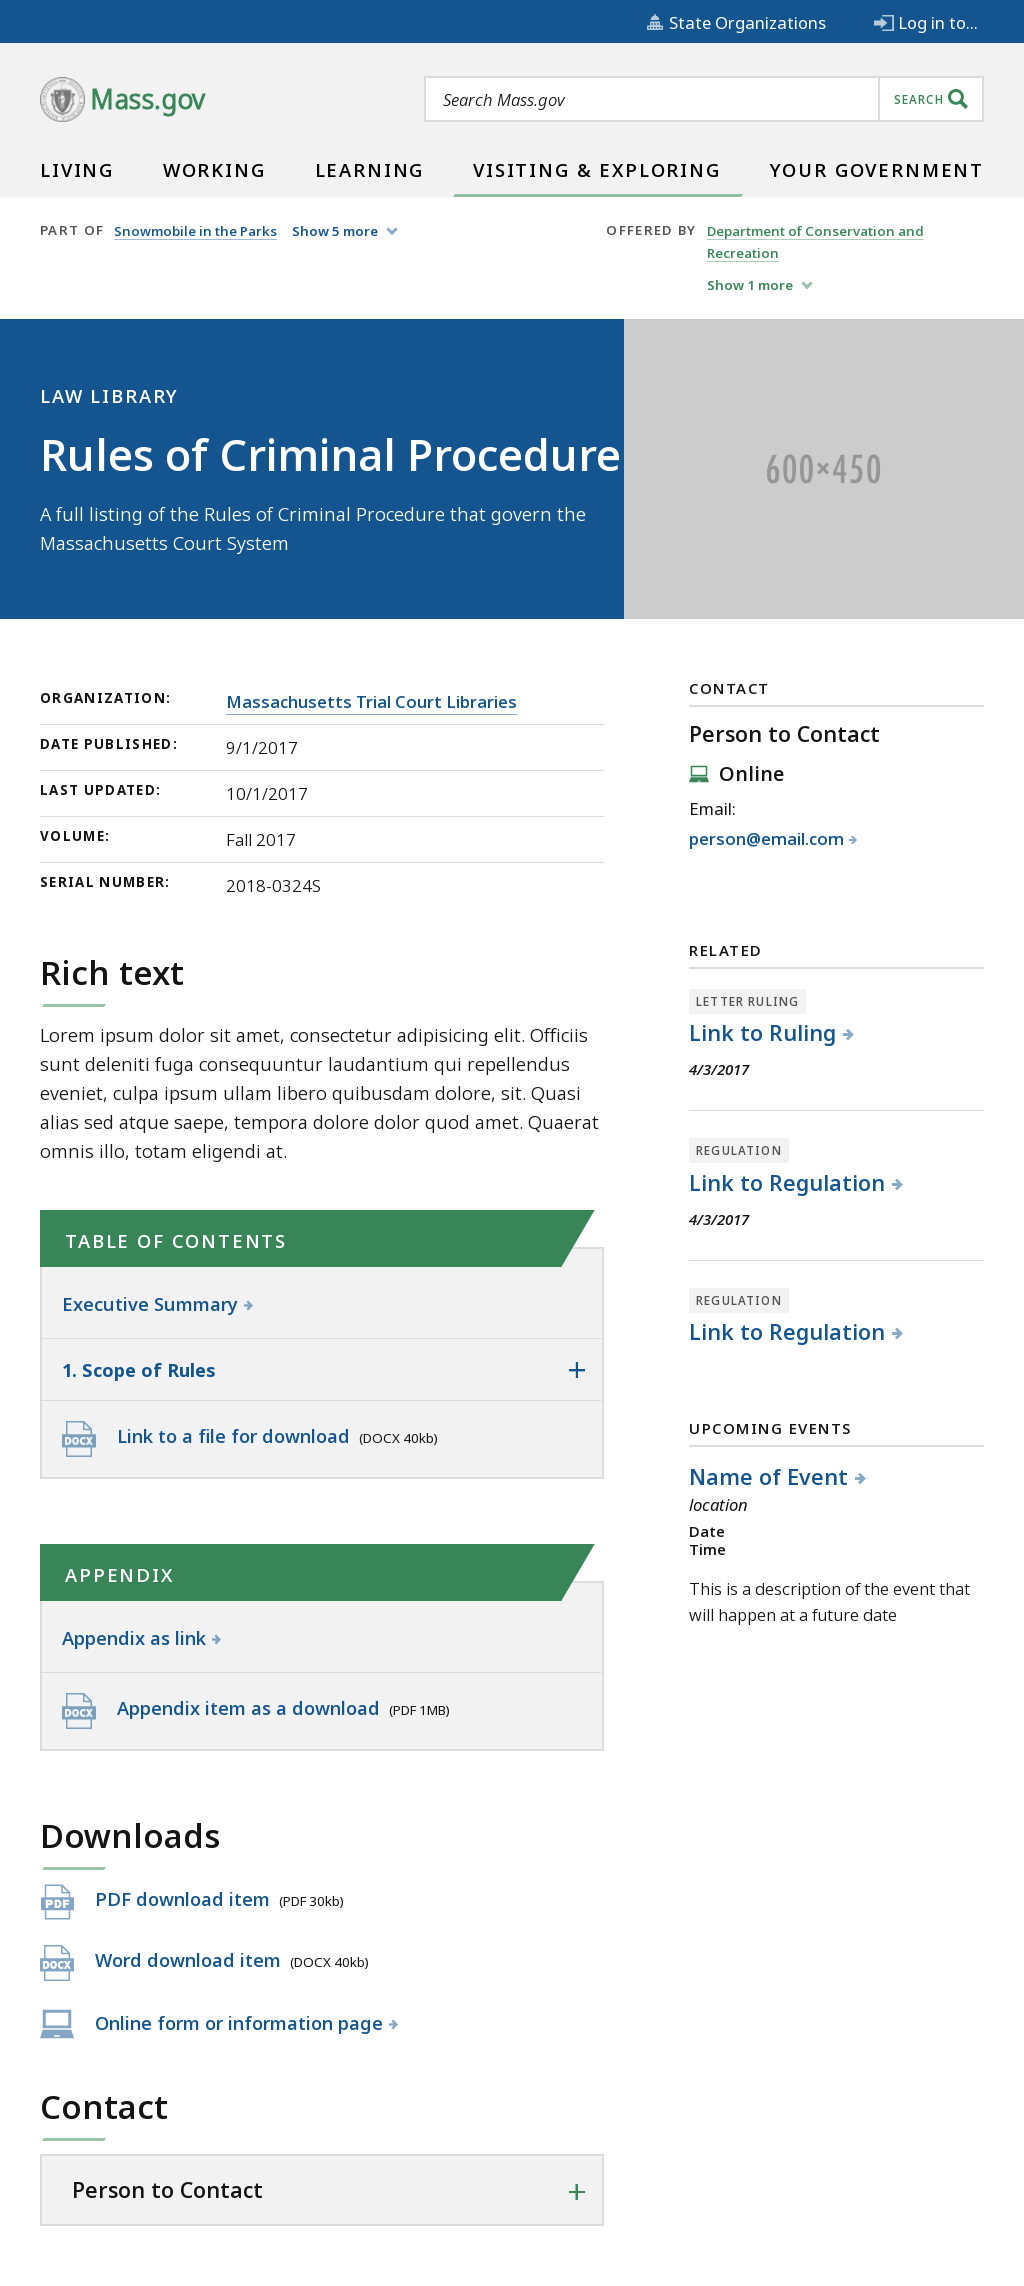 State Organizations
Log in to...
Mass.gov
Search Mass.gov
SEARCH
LIVING WORKING LEARNING VISITING & EXPLORING YOUR GOVERNMENT
PART OF Snowmobile in the Parks Show 5 more
OFFERED BY Department of Conservation and
Recreation
Show 1 more
LAW LIBRARY
Rules of Criminal Procedure
A full listing of the Rules of Criminal Procedure that govern the
Massachusetts Court System
600×450
ORGANIZATION: Massachusetts Trial Court Libraries
DATE PUBLISHED: 9/1/2017
LAST UPDATED: 10/1/2017
VOLUME: Fall 2017
SERIAL NUMBER: 2018-0324S
Rich text
Lorem ipsum dolor sit amet, consectetur adipisicing elit. Officiis
sunt deleniti fuga consequuntur laudantium qui repellendus
eveniet, culpa ipsum ullam libero quibusdam dolore, sit. Quasi
alias sed atque saepe, tempora dolore dolor quod amet. Quaerat
omnis illo, totam eligendi at.
TABLE OF CONTENTS
Executive Summary
1. Scope of Rules
DOCX Link to a file for download (DOCX 40kb)
APPENDIX
Appendix as link
DOCX Appendix item as a download (PDF 1MB)
Downloads
PDF PDF download item (PDF 30kb)
DOCX Word download item (DOCX 40kb)
Online form or information page
Contact
Person to Contact
CONTACT
Person to Contact
Online
Email:
person@email.com
RELATED
LETTER RULING
Link to Ruling
4/3/2017
REGULATION
Link to Regulation
4/3/2017
REGULATION
Link to Regulation
UPCOMING EVENTS
Name of Event
location
Date
Time
This is a description of the event that
will happen at a future date